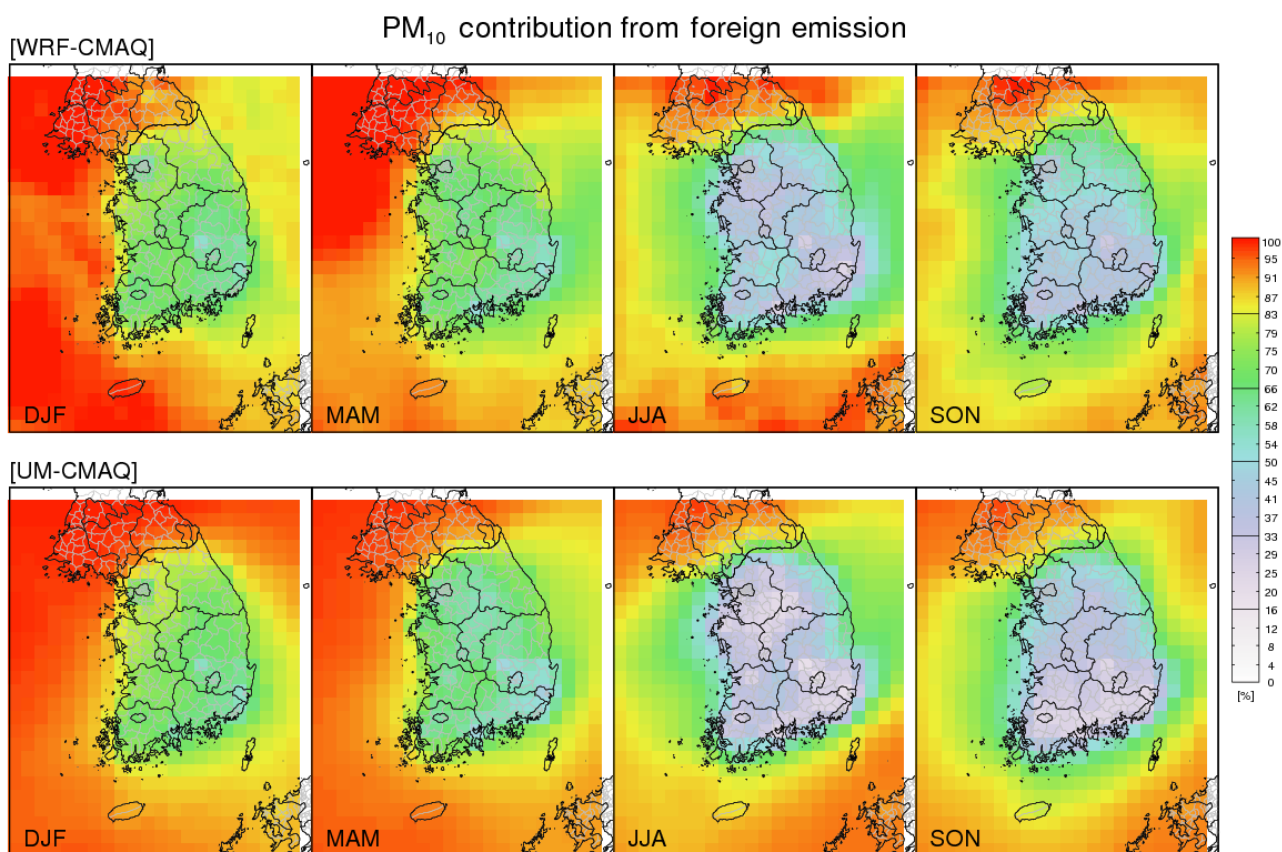 PM10 contribution from foreign emission
[WRF-CMAQ]
DJF
MAM
JJA
SON
100
95
91
87
83
79
75
70
66
62
58
54
50
45
41
37
33
29
25
20
16
12
8
4
0
[%]
[UM-CMAQ]
DJF
MAM
JJA
SON